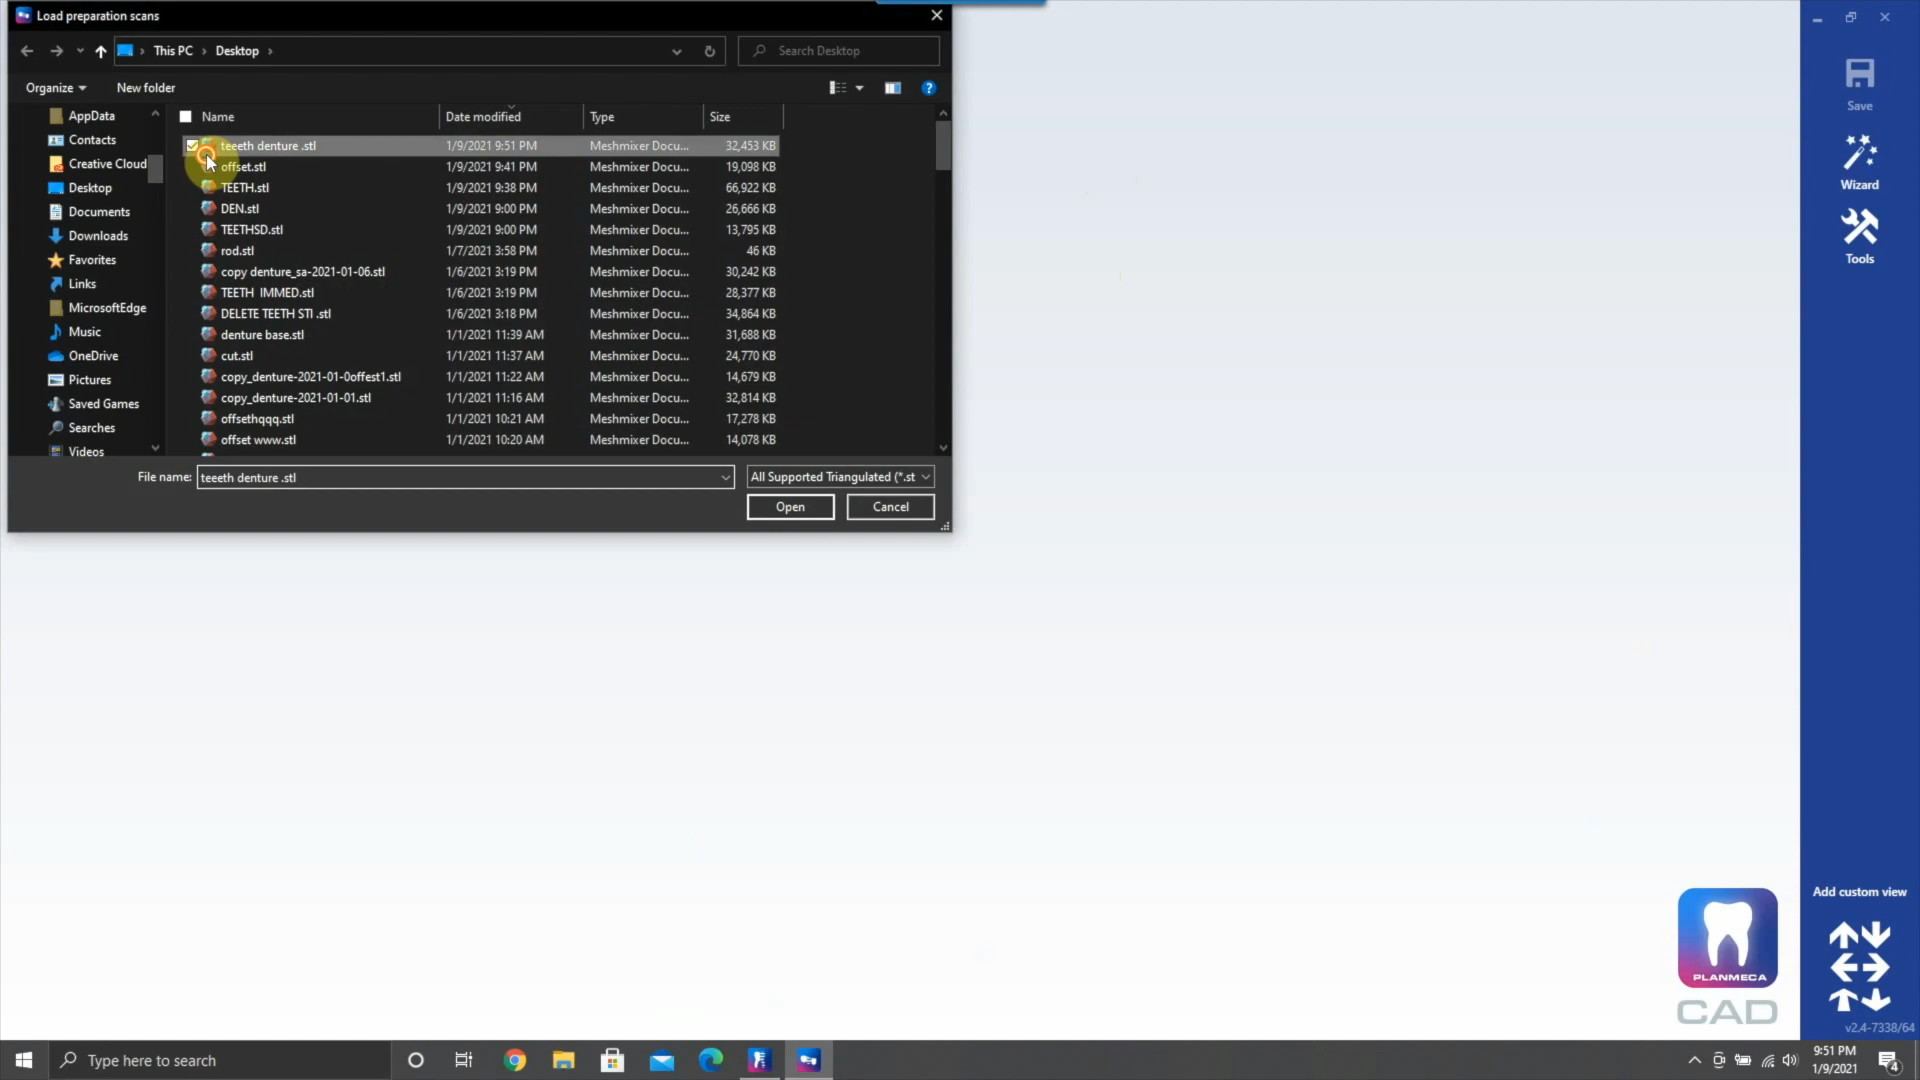 Load preparation scans
This PC > Desktop >
Search Desktop
Organize
New folder
AppData
Contacts
Creative Cloud
Desktop
Documents
Downloads
Favorites
Links
MicrosoftEdge
Music
OneDrive
Pictures
Saved Games
Searches
Videos
Name Date modified Type Size
teeeth denture .stl 1/9/2021 9:51 PM Meshmixer Docu... 32,453 KB
offset.stl 1/9/2021 9:41 PM Meshmixer Docu... 19,098 KB
TEETH.stl 1/9/2021 9:38 PM Meshmixer Docu... 66,922 KB
DEN.stl 1/9/2021 9:00 PM Meshmixer Docu... 26,666 KB
TEETHSD.stl 1/9/2021 9:00 PM Meshmixer Docu... 13,795 KB
rod.stl 1/7/2021 3:58 PM Meshmixer Docu... 46 KB
copy denture_sa-2021-01-06.stl 1/6/2021 3:19 PM Meshmixer Docu... 30,242 KB
TEETH IMMED.stl 1/6/2021 3:19 PM Meshmixer Docu... 28,377 KB
DELETE TEETH STI .stl 1/6/2021 3:18 PM Meshmixer Docu... 34,864 KB
denture base.stl 1/1/2021 11:39 AM Meshmixer Docu... 31,688 KB
cut.stl 1/1/2021 11:37 AM Meshmixer Docu... 24,770 KB
copy_denture-2021-01-0offest1.stl 1/1/2021 11:22 AM Meshmixer Docu... 14,679 KB
copy_denture-2021-01-01.stl 1/1/2021 11:16 AM Meshmixer Docu... 32,814 KB
offsethqqq.stl 1/1/2021 10:21 AM Meshmixer Docu... 17,278 KB
offset www.stl 1/1/2021 10:20 AM Meshmixer Docu... 14,078 KB
File name: teeeth denture .stl
All Supported Triangulated (*.st
Open
Cancel
Save
Wizard
Tools
Add custom view
PLANMECA
CAD
v2.4-7338/64
Type here to search
9:51 PM
1/9/2021
4